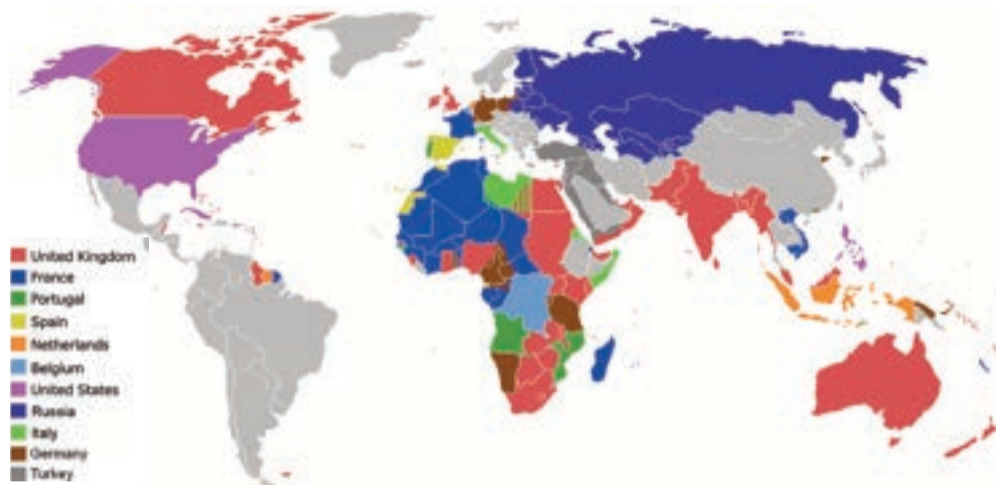 United Kingdom
France
Portugal
Spain
Netherlands
Belgium
United States
Russia
Italy
Germany
Turkey